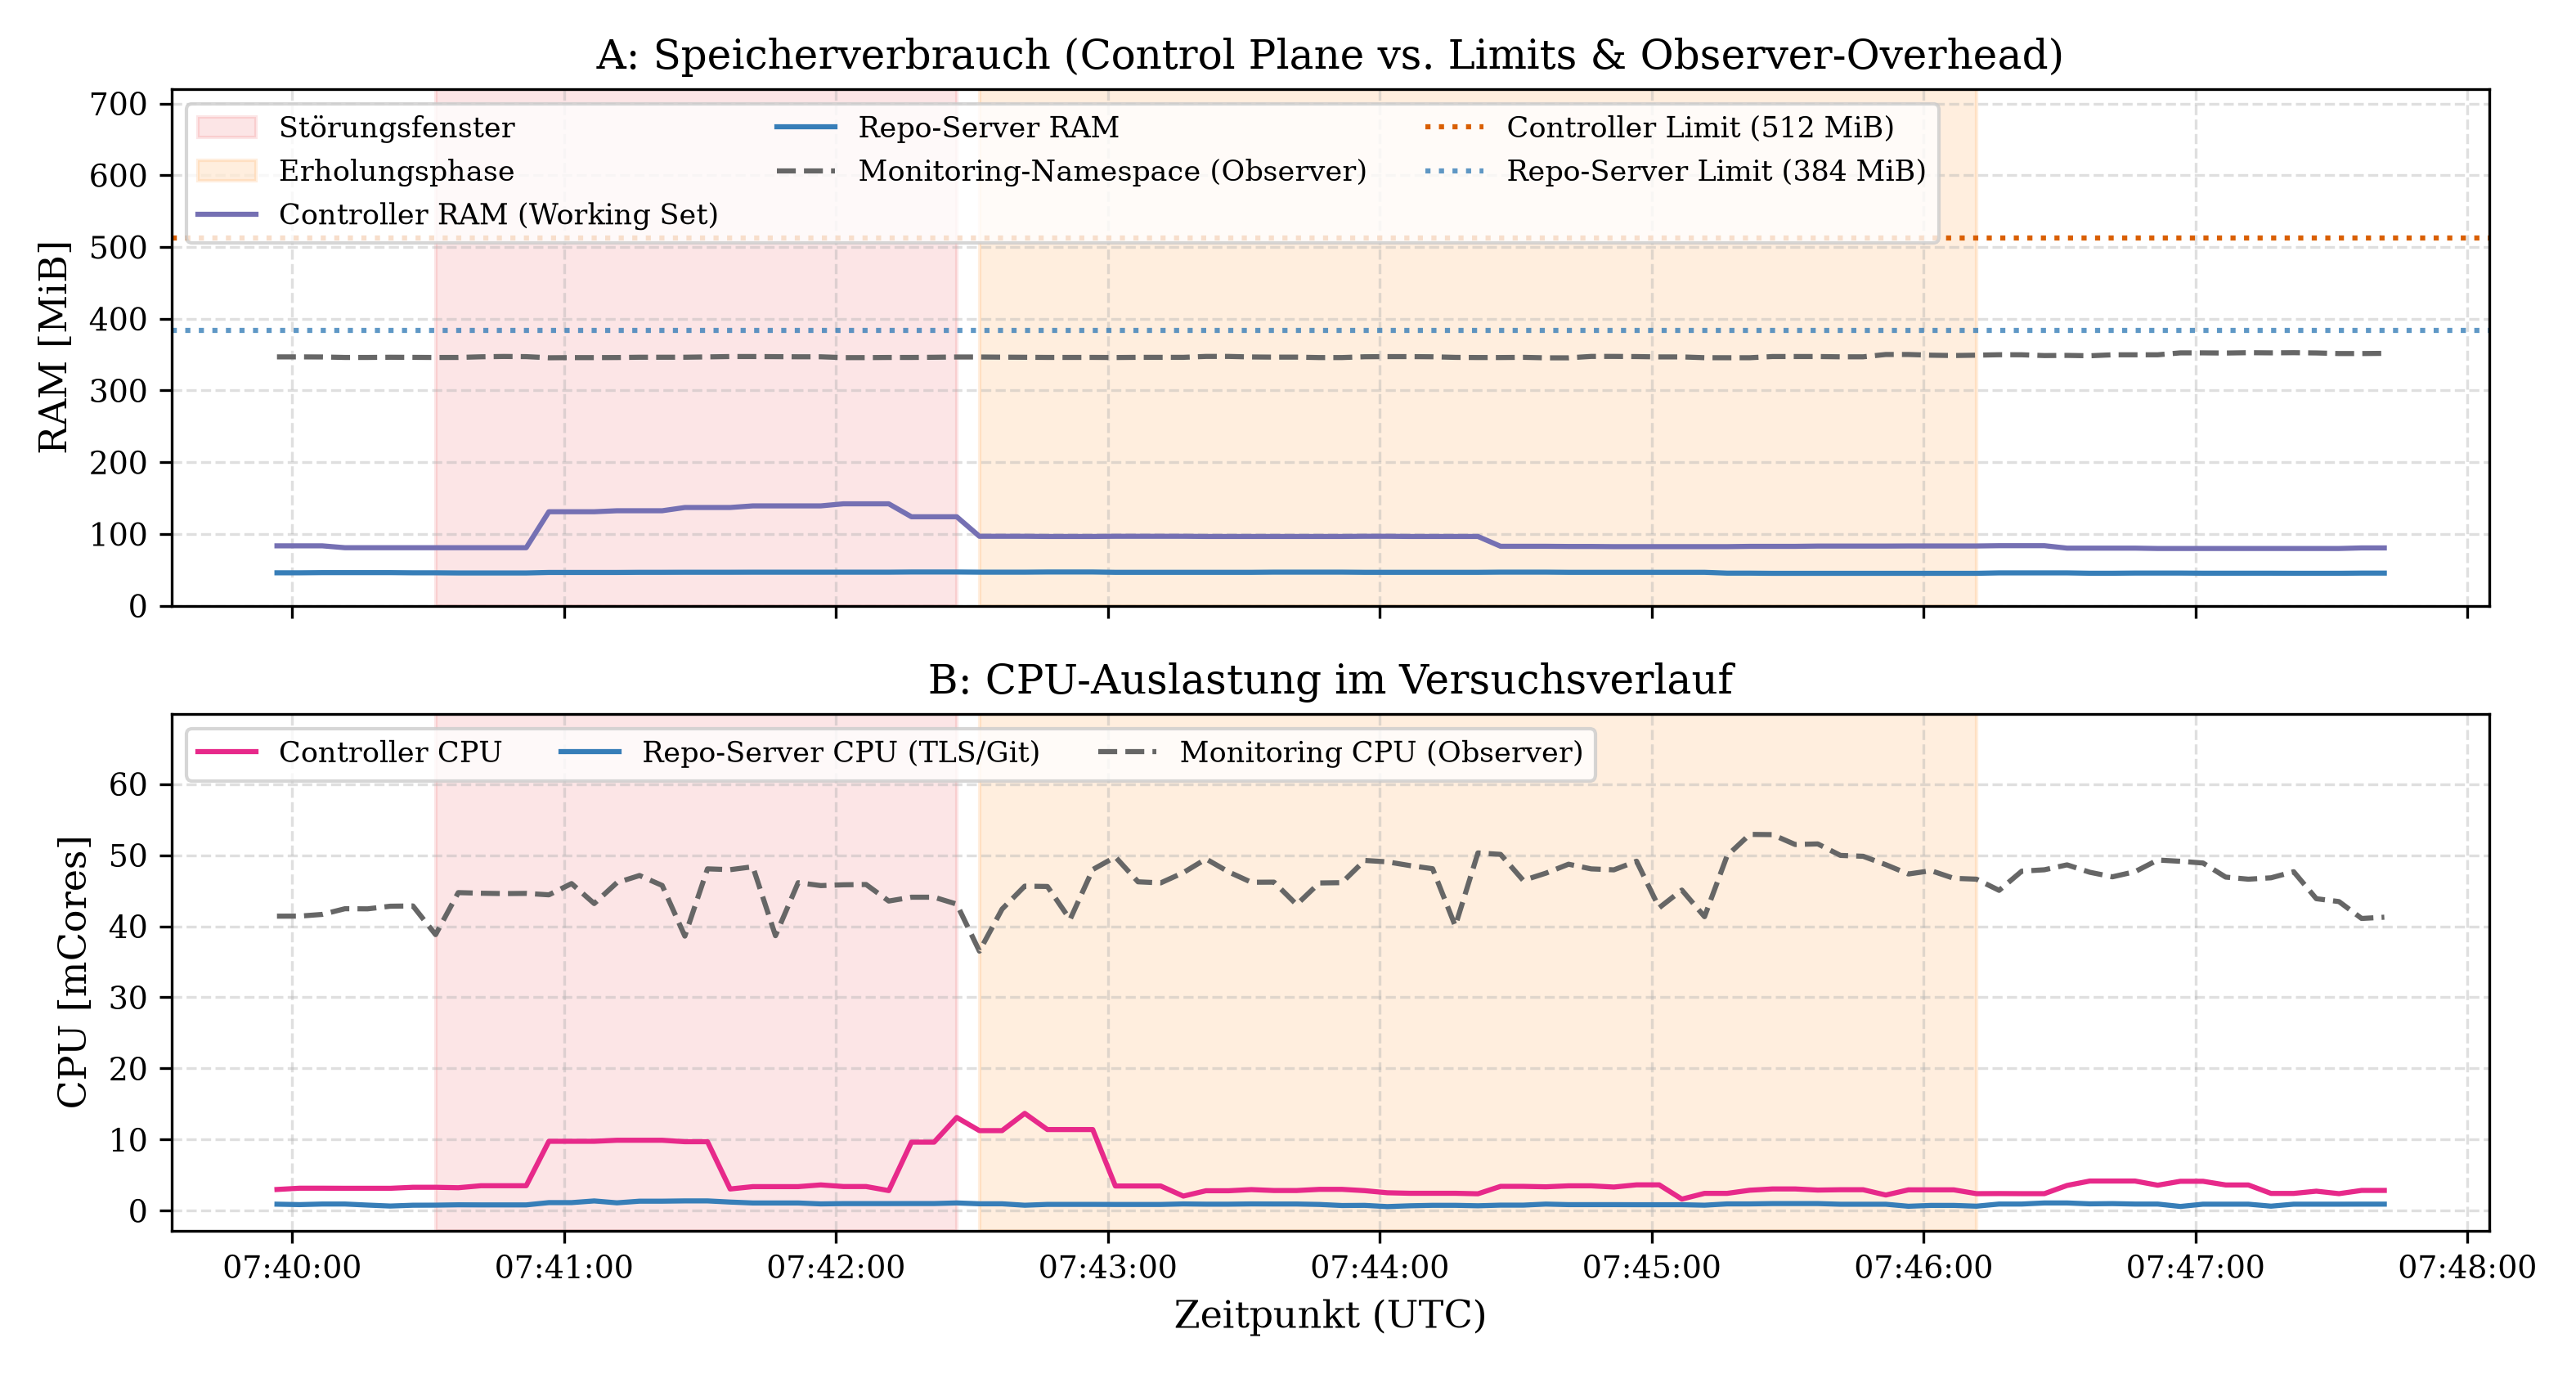 A: Speicherverbrauch (Control Plane vs. Limits & Observer-Overhead)
RAM [MiB]
700
600
500
400
300
200
100
0
Störungsfenster
Erholungsphase
Controller RAM (Working Set)
Repo-Server RAM
Monitoring-Namespace (Observer)
Controller Limit (512 MiB)
Repo-Server Limit (384 MiB)
B: CPU-Auslastung im Versuchsverlauf
CPU [mCores]
60
50
40
30
20
10
0
Controller CPU
Repo-Server CPU (TLS/Git)
Monitoring CPU (Observer)
07:40:00
07:41:00
07:42:00
07:43:00
07:44:00
07:45:00
07:46:00
07:47:00
07:48:00
Zeitpunkt (UTC)